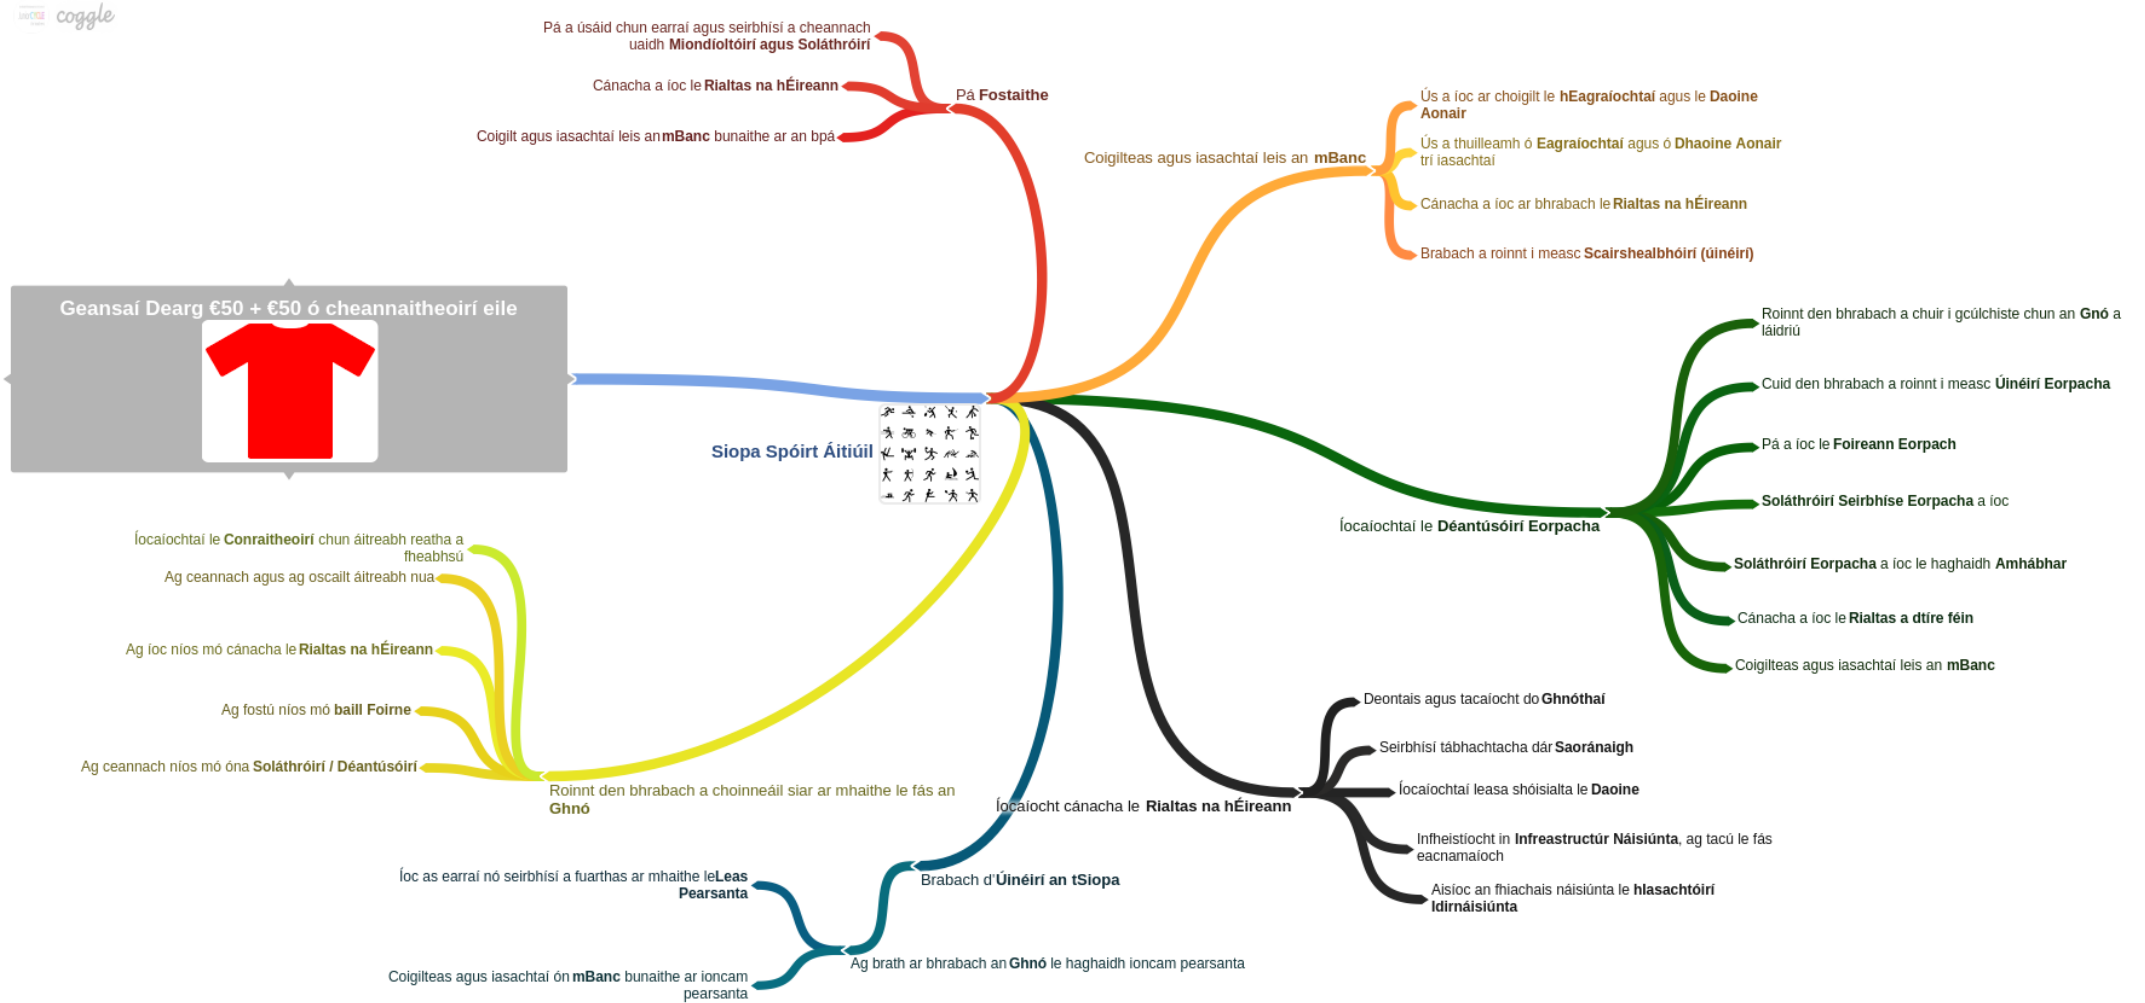 coggle
Pá a úsáid chun earraí agus seirbhísí a cheannach
uaidh Miondíoltóirí agus Soláthróirí
Cánacha a íoc le Rialtas na hÉireann
Coigilt agus iasachtaí leis an mBanc bunaithe ar an bpá
Pá Fostaithe
Coigilteas agus iasachtaí leis an mBanc
Ús a íoc ar choigilt le hEagraíochtaí agus le Daoine
Aonair
Ús a thuilleamh ó Eagraíochtaí agus ó Dhaoine Aonair
trí iasachtaí
Cánacha a íoc ar bhrabach le Rialtas na hÉireann
Brabach a roinnt i measc Scairshealbhóirí (úinéirí)
Geansaí Dearg €50 + €50 ó cheannaitheoirí eile
Siopa Spóirt Áitiúil
Roinnt den bhrabach a chuir i gcúlchiste chun an Gnó a
láidriú
Cuid den bhrabach a roinnt i measc Úinéirí Eorpacha
Pá a íoc le Foireann Eorpach
Soláthróirí Seirbhíse Eorpacha a íoc
Íocaíochtaí le Déantúsóirí Eorpacha
Soláthróirí Eorpacha a íoc le haghaidh Amhábhar
Cánacha a íoc le Rialtas a dtíre féin
Coigilteas agus iasachtaí leis an mBanc
Íocaíochtaí le Conraitheoirí chun áitreabh reatha a
fheabhsú
Ag ceannach agus ag oscailt áitreabh nua
Ag íoc níos mó cánacha le Rialtas na hÉireann
Ag fostú níos mó baill Foirne
Ag ceannach níos mó óna Soláthróirí / Déantúsóirí
Roinnt den bhrabach a choinneáil siar ar mhaithe le fás an
Ghnó
Íocaíocht cánacha le Rialtas na hÉireann
Deontais agus tacaíocht do Ghnóthaí
Seirbhísí tábhachtacha dár Saoránaigh
Íocaíochtaí leasa shóisialta le Daoine
Infheistíocht in Infreastructúr Náisiúnta, ag tacú le fás
eacnamaíoch
Aisíoc an fhiachais náisiúnta le hIasachtóirí
Idirnáisiúnta
Brabach d'Úinéirí an tSiopa
Íoc as earraí nó seirbhísí a fuarthas ar mhaithe leLeas
Pearsanta
Ag brath ar bhrabach an Ghnó le haghaidh ioncam pearsanta
Coigilteas agus iasachtaí ón mBanc bunaithe ar ioncam
pearsanta